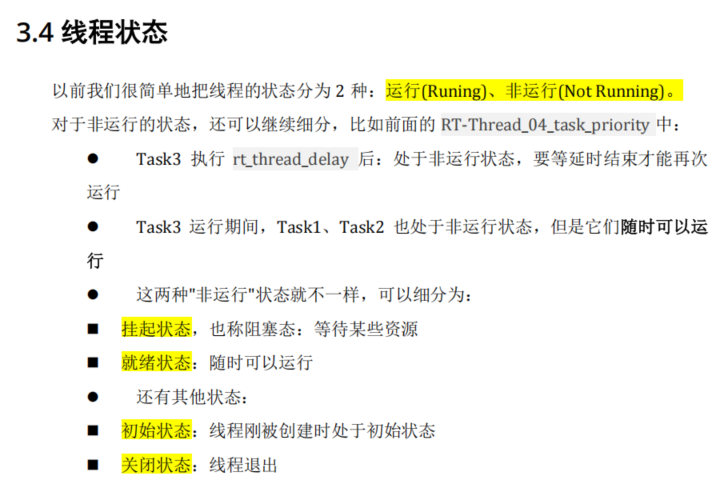 3.4 线程状态
以前我们很简单地把线程的状态分为 2 种：运行(Runing)、非运行(Not Running)。
对于非运行的状态，还可以继续细分，比如前面的 RT-Thread_04_task_priority 中：
● Task3 执行 rt_thread_delay 后：处于非运行状态，要等延时结束才能再次
运行
● Task3 运行期间，Task1、Task2 也处于非运行状态，但是它们随时可以运
行
● 这两种"非运行"状态就不一样，可以细分为：
■ 挂起状态，也称阻塞态：等待某些资源
■ 就绪状态：随时可以运行
● 还有其他状态：
■ 初始状态：线程刚被创建时处于初始状态
■ 关闭状态：线程退出